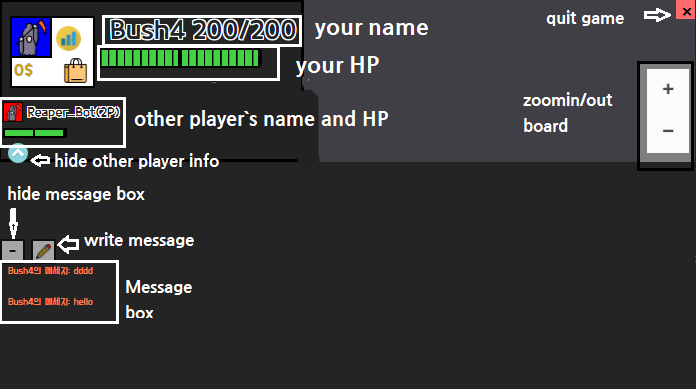 Bush4 200/200
your name
quit game
×
your HP
0$
+
−
zoomin/out
board
Reaper_Bot(2P)
other player`s name and HP
hide other player info
hide message box
-
write message
Bush4의 메세지: dddd
Bush4의 메세지: hello
Message
box